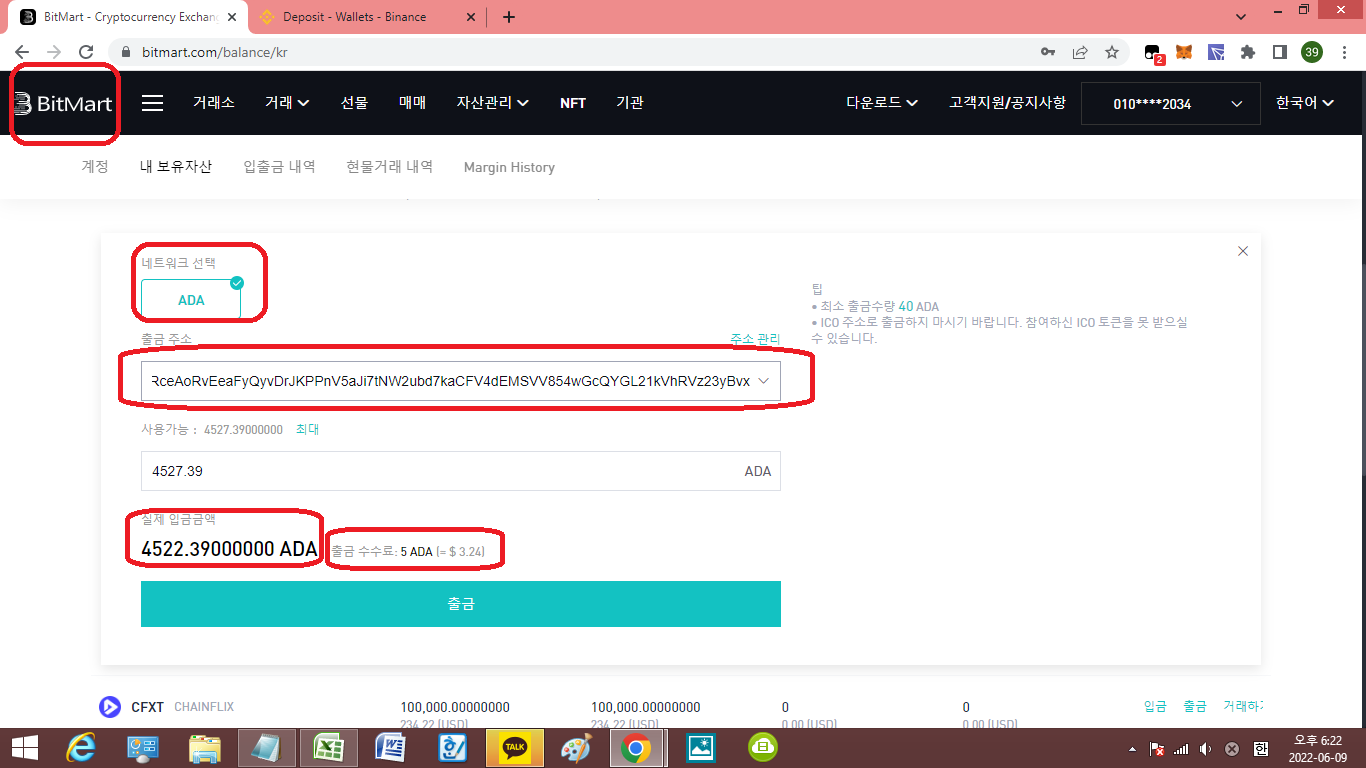 BitMart - Cryptocurrency Exchan
Deposit - Wallets - Binance
bitmart.com/balance/kr
2
39
BitMart
거래소
거래
선물
매매
자산관리
NFT
기관
다운로드
고객지원/공지사항
010****2034
한국어
계정
내 보유자산
입출금 내역
현물거래 내역
Margin History
네트워크 선택
ADA
출금 주소
주소 관리
RceAoRvEeaFyQyvDrJKPPnV5aJi7tNW2ubd7kaCFV4dEMSVV854wGcQYGL21kVhRVz23yBvx
사용가능 : 4527.39000000 최대
4527.39
ADA
실제 입금금액
4522.39000000 ADA
출금 수수료: 5 ADA (≈ $ 3.24)
출금
팁
• 최소 출금수량 40 ADA
• ICO 주소로 출금하지 마시기 바랍니다. 참여하신 ICO 토큰을 못 받으실
수 있습니다.
CFXT CHAINFLIX
100,000.00000000
100,000.00000000
0
0
입금
출금
거래하기
234.22 (USD)
234.22 (USD)
0.00 (USD)
0.00 (USD)
TALK
한
오후 6:22
2022-06-09